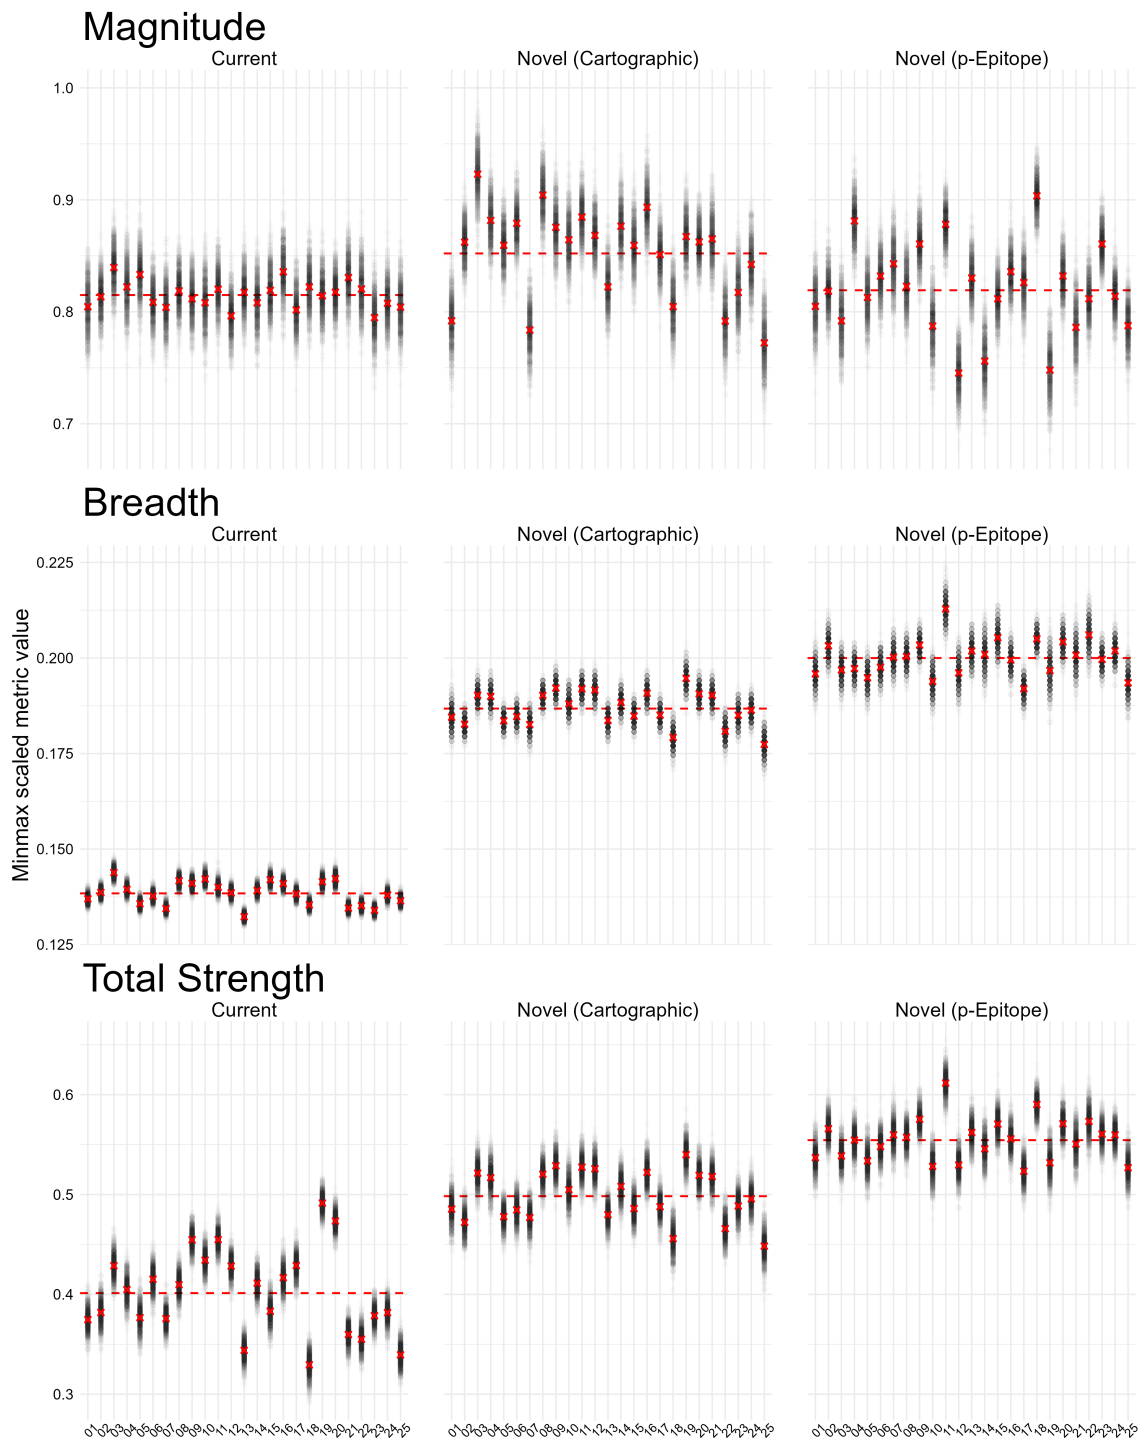 Magnitude
Current Novel (Cartographic) Novel (p-Epitope)
1.0
0.9
0.8
0.7
Breadth
Current Novel (Cartographic) Novel (p-Epitope)
Minmax scaled metric value
0.225
0.200
0.175
0.150
0.125
Total Strength
Current Novel (Cartographic) Novel (p-Epitope)
0.6
0.5
0.4
0.3
01 02 03 04 05 06 07 08 09 10 11 12 13 14 15 16 17 18 19 20 21 22 23 24 25 01 02 03 04 05 06 07 08 09 10 11 12 13 14 15 16 17 18 19 20 21 22 23 24 25 01 02 03 04 05 06 07 08 09 10 11 12 13 14 15 16 17 18 19 20 21 22 23 24 25